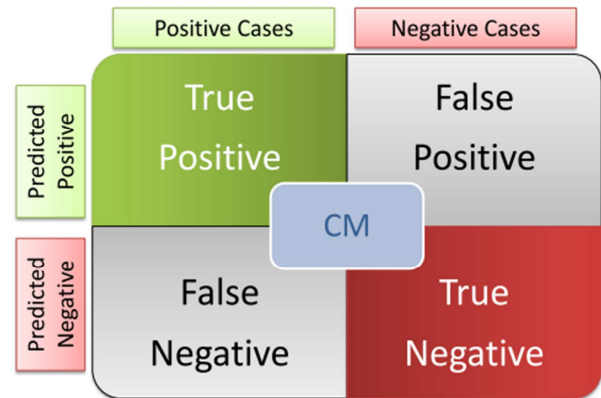 Positive Cases
Negative Cases
Predicted
Positive
True
Positive
False
Positive
CM
Predicted
Negative
False
Negative
True
Negative